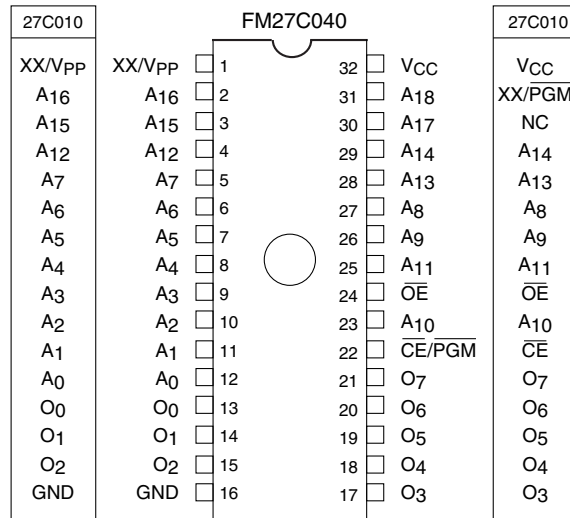 27C010 FM27C040 27C010
XX/VPP XX/VPP 1 32 VCC VCC
A16 A16 2 31 A18 XX/PGM
A15 A15 3 30 A17 NC
A12 A12 4 29 A14 A14
A7 A7 5 28 A13 A13
A6 A6 6 27 A8 A8
A5 A5 7 26 A9 A9
A4 A4 8 25 A11 A11
A3 A3 9 24 OE OE
A2 A2 10 23 A10 A10
A1 A1 11 22 CE/PGM CE
A0 A0 12 21 O7 O7
O0 O0 13 20 O6 O6
O1 O1 14 19 O5 O5
O2 O2 15 18 O4 O4
GND GND 16 17 O3 O3